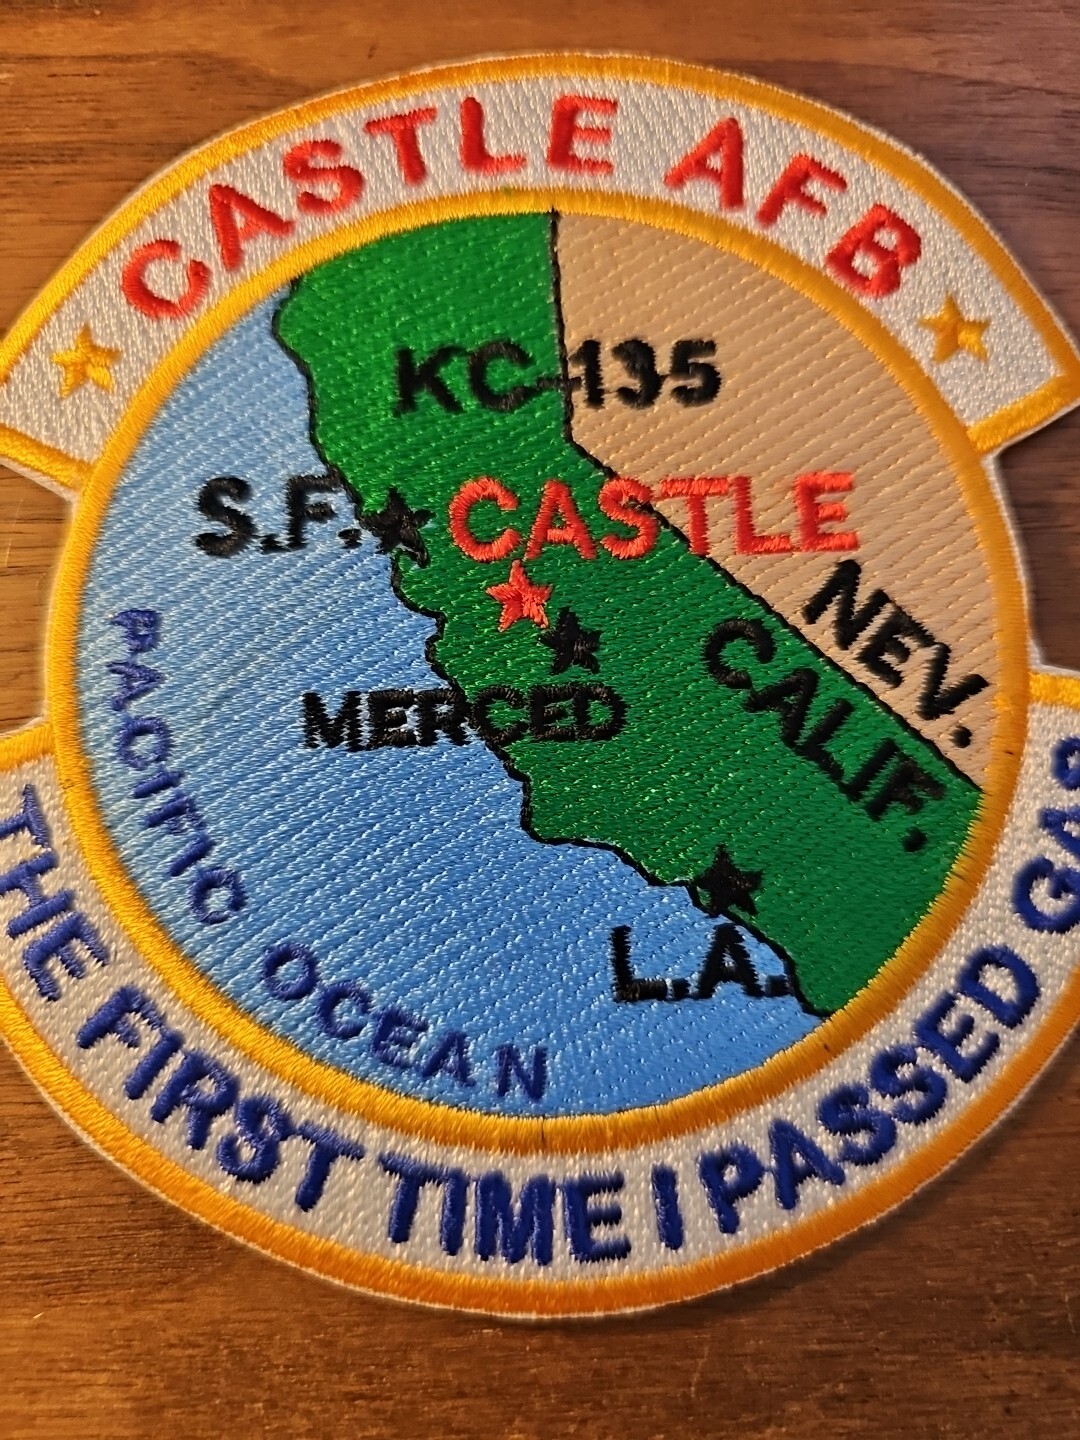 CASTLE AFB
KC-135
S.F.
CASTLE
NEV.
CALIF.
MERCED
PACIFIC OCEAN
L.A.
THE FIRST TIME I PASSED GAS